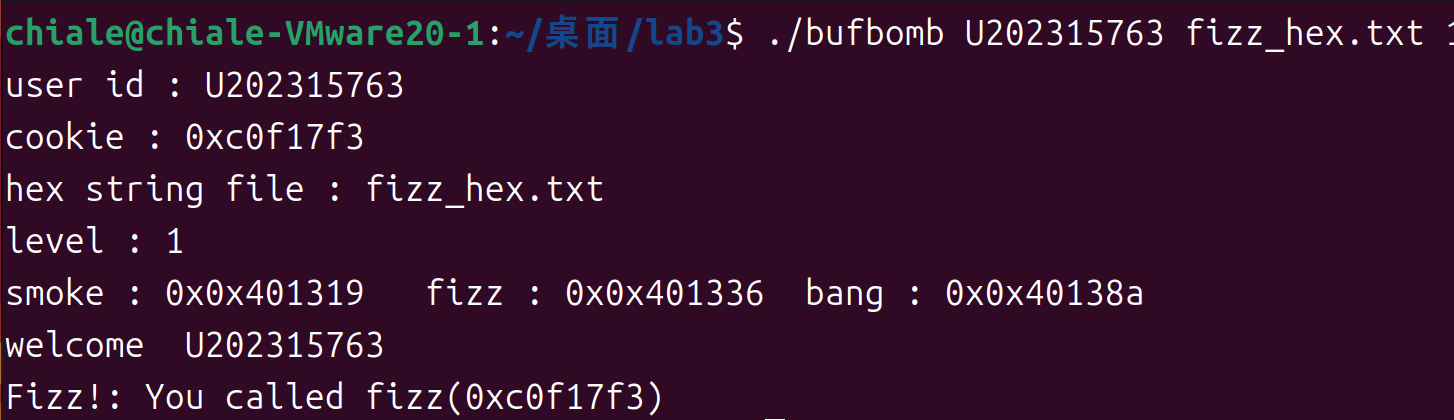 chiale@chiale-VMware20-1:~/桌面/lab3$ ./bufbomb U202315763 fizz_hex.txt 1
user id : U202315763
cookie : 0xc0f17f3
hex string file : fizz_hex.txt
level : 1
smoke : 0x0x401319   fizz : 0x0x401336  bang : 0x0x40138a
welcome  U202315763
Fizz!: You called fizz(0xc0f17f3)